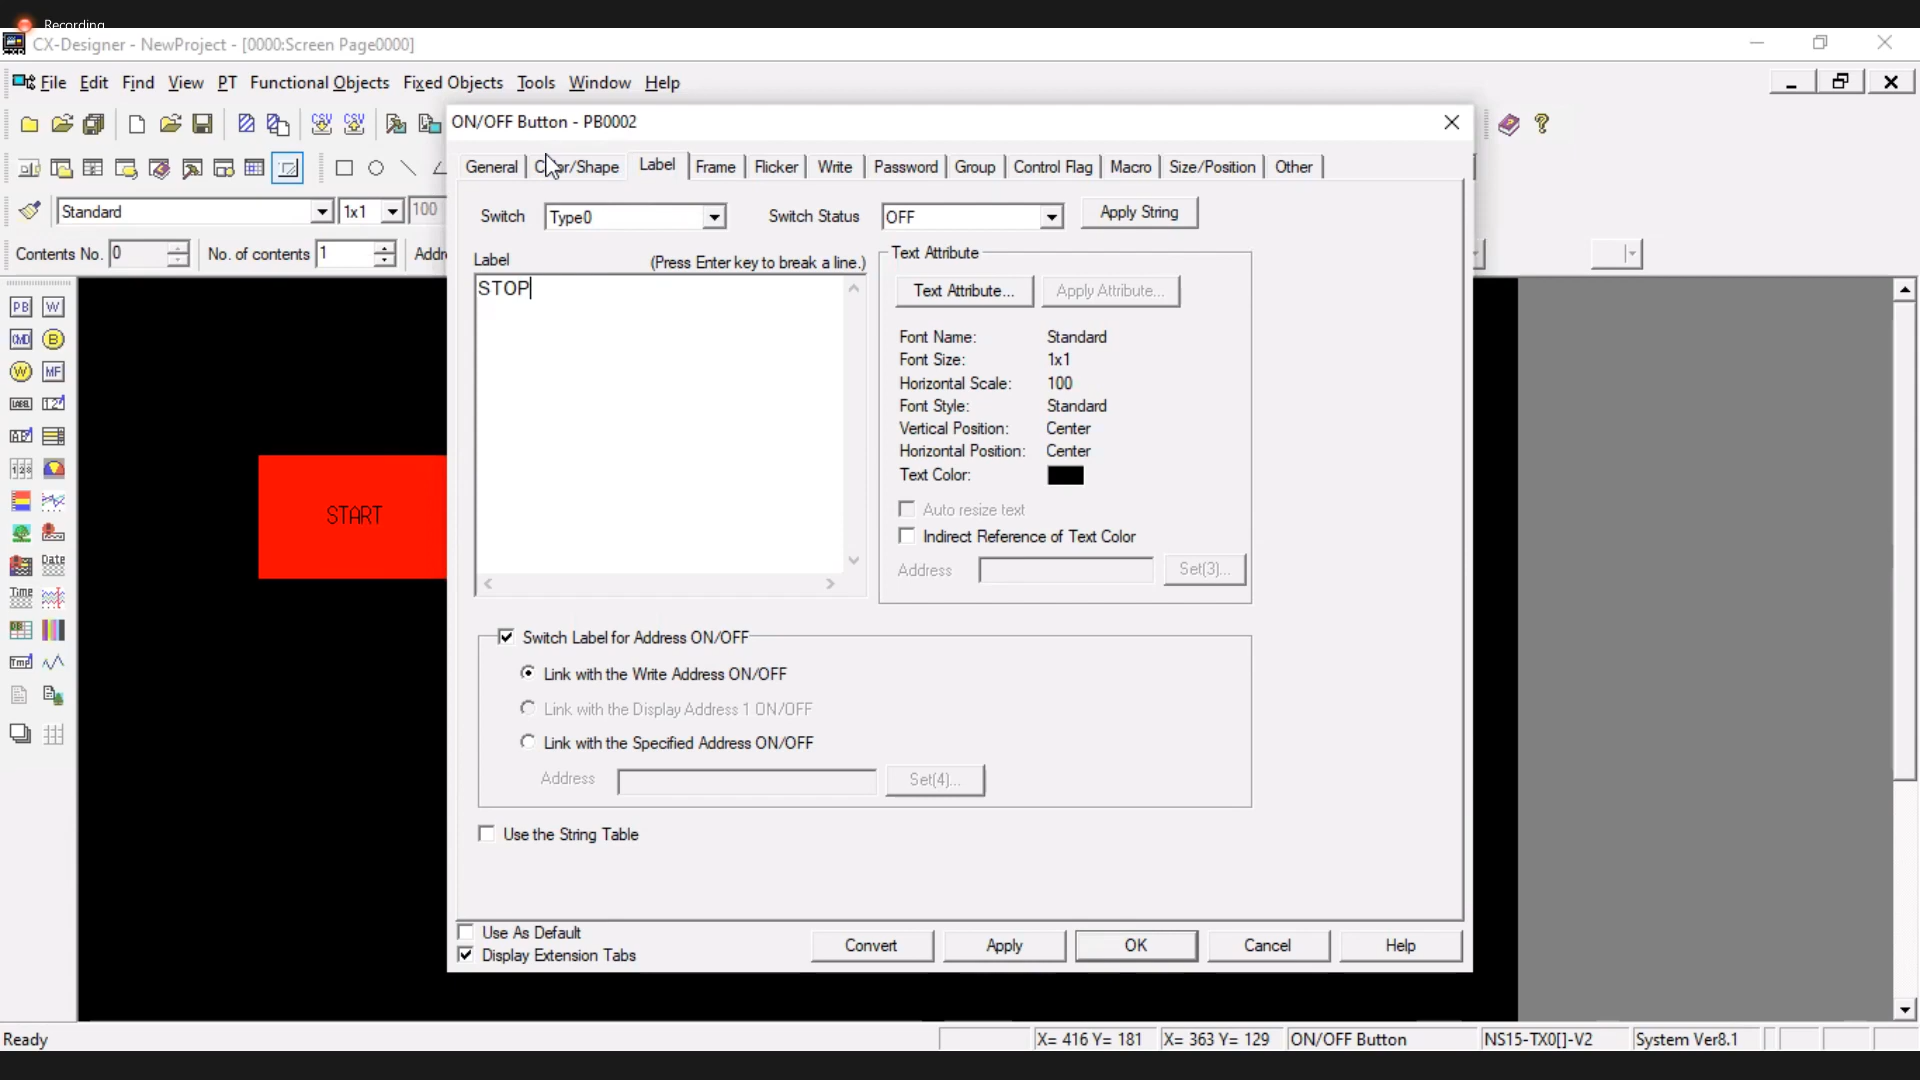 Recording
CX-Designer - NewProject - [0000:Screen Page0000]
File Edit Find View PT Functional Objects Fixed Objects Tools Window Help
ON/OFF Button - PB0002
General Color/Shape Label Frame Flicker Write Password Group Control Flag Macro Size/Position Other
Standard 1x1 100
Switch Type0 Switch Status OFF Apply String
Contents No. 0 No. of contents 1 Addre
Label (Press Enter key to break a line.)
STOP
Text Attribute
Text Attribute... Apply Attribute...
Font Name: Standard
Font Size: 1x1
Horizontal Scale: 100
Font Style: Standard
Vertical Position: Center
Horizontal Position: Center
Text Color:
Auto resize text
Indirect Reference of Text Color
Address Set(3)...
START
Switch Label for Address ON/OFF
Link with the Write Address ON/OFF
Link with the Display Address 1 ON/OFF
Link with the Specified Address ON/OFF
Address Set(4)...
Use the String Table
Use As Default
Display Extension Tabs
Convert Apply OK Cancel Help
PB W
CMD B
W MF
LABEL
Date
Time
Tmp
Ready X= 416 Y= 181 X= 363 Y= 129 ON/OFF Button NS15-TX0[]-V2 System Ver8.1